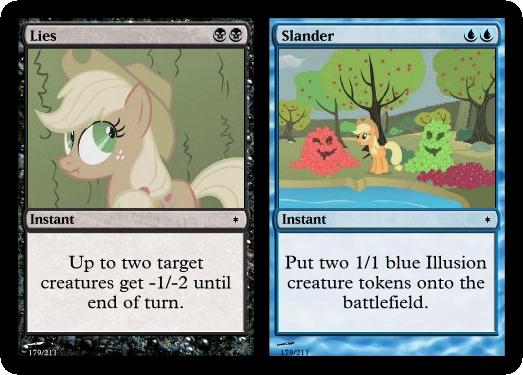 Lies
Instant
Up to two target
creatures get -1/-2 until
end of turn.
179/211
Slander
Instant
Put two 1/1 blue Illusion
creature tokens onto the
battlefield.
179/211